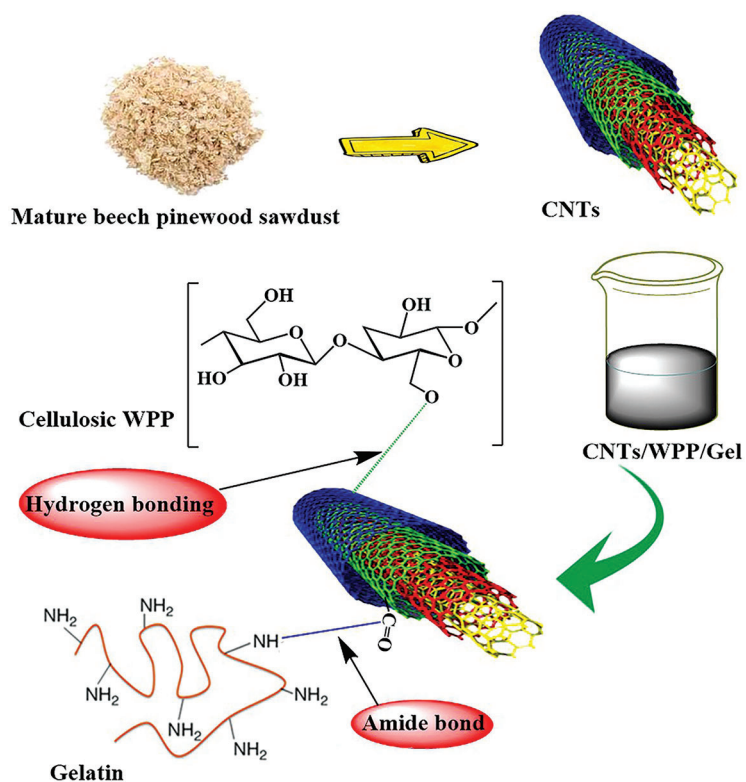 Mature beech pinewood sawdust
CNTs
OH
OH
O
O
O
O
HO
OH
O
Cellulosic WPP
CNTs/WPP/Gel
Hydrogen bonding
NH2
NH2
NH
C=O
NH2
NH2
NH2
NH2
Amide bond
Gelatin